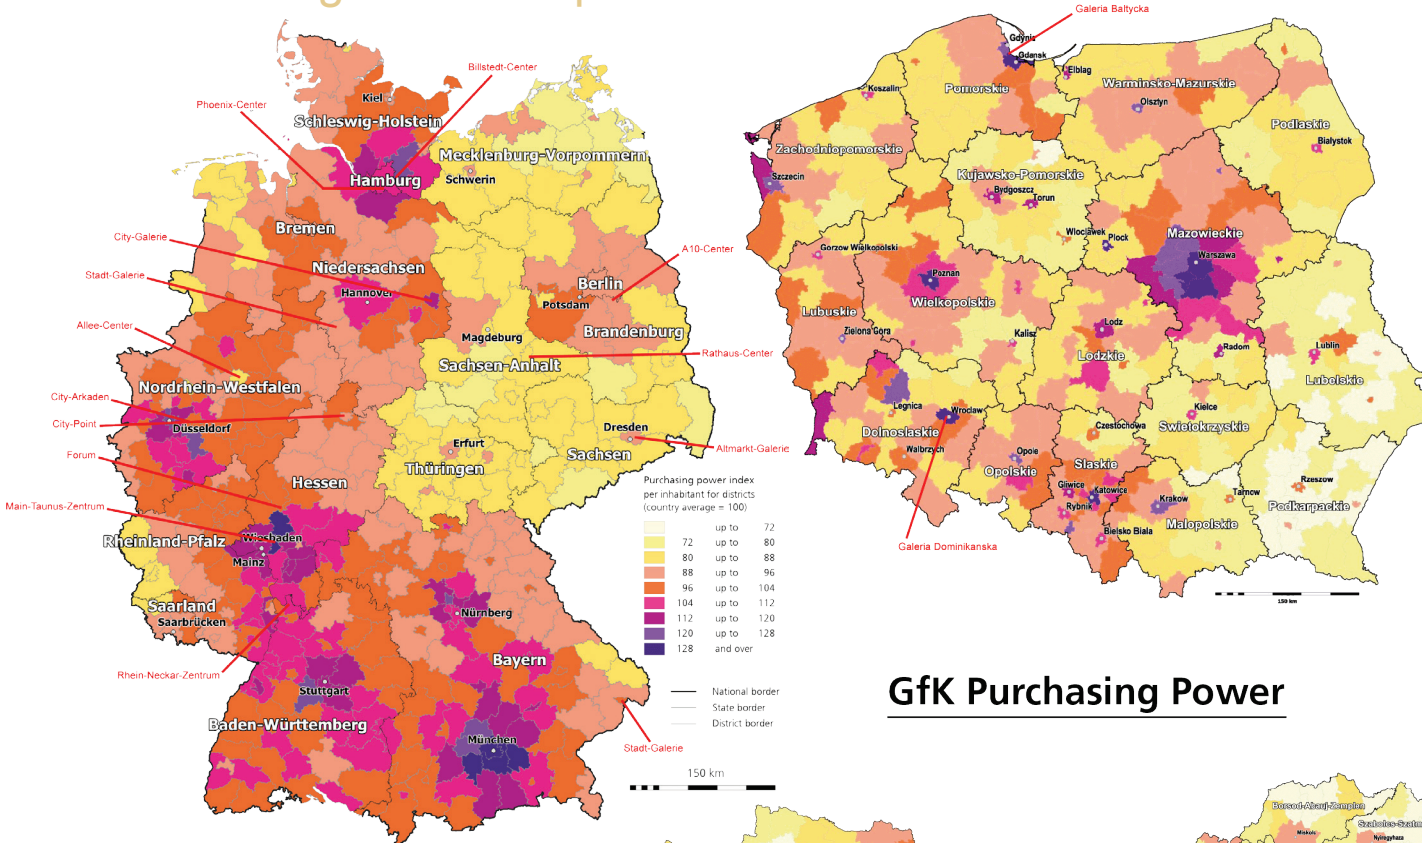 Galeria Baltycka
Billstedt-Center
Phoenix-Center
Kiel
Schleswig-Holstein
Mecklenburg-Vorpommern
Hamburg
Schwerin
Bremen
City-Galerie
A10-Center
Niedersachsen
Stadt-Galerie
Hannover
Berlin
Potsdam
Allee-Center
Magdeburg
Brandenburg
Rathaus-Center
Sachsen-Anhalt
Nordrhein-Westfalen
City-Arkaden
City-Point
Düsseldorf
Dresden
Altmarkt-Galerie
Forum
Erfurt
Sachsen
Thüringen
Hessen
Main-Taunus-Zentrum
Rheinland-Pfalz
Wiesbaden
Mainz
Saarland
Saarbrücken
Nürnberg
Bayern
Rhein-Neckar-Zentrum
Stuttgart
Baden-Württemberg
München
Stadt-Galerie
Purchasing power index
per inhabitant for districts
(country average = 100)
up to 72
72 up to 80
80 up to 88
88 up to 96
96 up to 104
104 up to 112
112 up to 120
120 up to 128
128 and over
National border
State border
District border
150 km
Gdynia
Gdansk
Elblag
Koszalin
Pomorskie
Warminsko-Mazurskie
Olsztyn
Podlaskie
Bialystok
Zachodniopomorskie
Szczecin
Kujawsko-Pomorskie
Bydgoszcz
Torun
Wloclawek
Plock
Mazowieckie
Warszawa
Gorzow Wielkopolski
Poznan
Wielkopolskie
Lubuskie
Zielona Góra
Kalisz
Lodz
Lodzkie
Radom
Lublin
Lubelskie
Legnica
Wroclaw
Dolnoslaskie
Walbrzych
Kielce
Swietokrzyskie
Czestochowa
Opole
Opolskie
Slaskie
Gliwice
Katowice
Rybnik
Bielsko Biala
Krakow
Malopolskie
Tarnow
Rzeszow
Podkarpackie
Galeria Dominikanska
150 km
GfK Purchasing Power
Borsod-Abauj-Zemplen
Miskolc
Nyiregyhaza